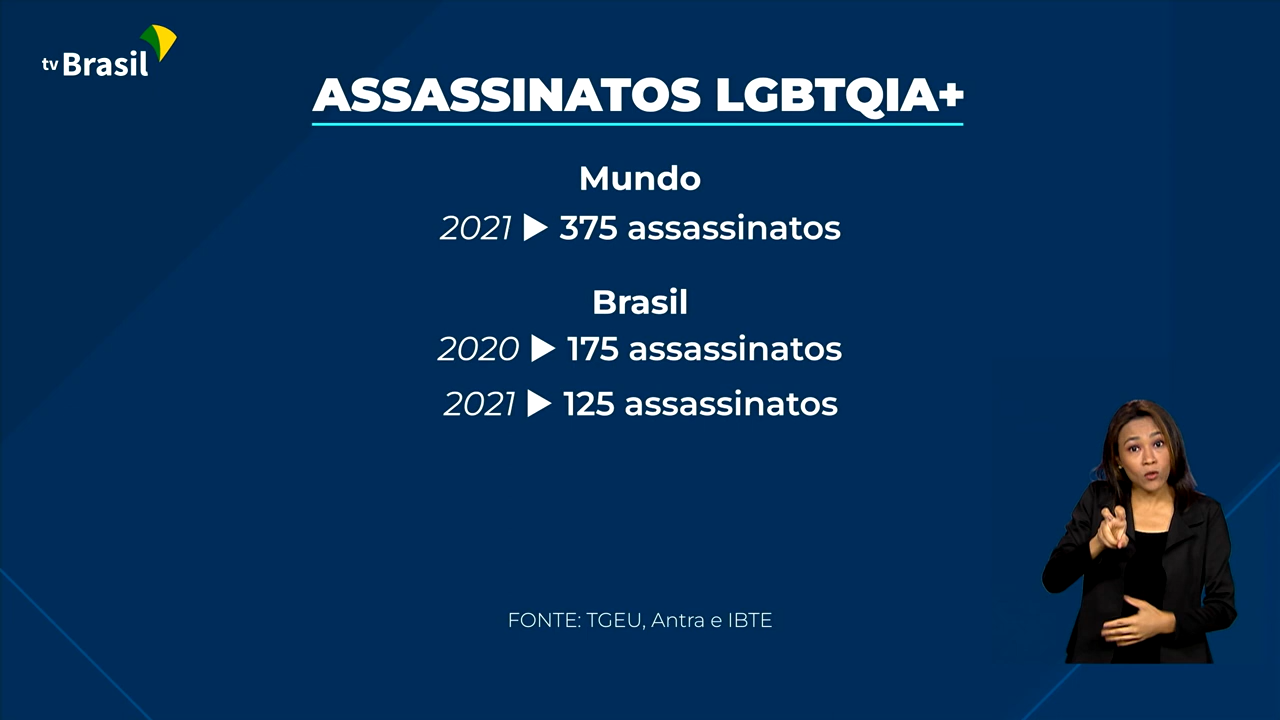 tv Brasil
ASSASSINATOS LGBTQIA+
Mundo
2021 ▶ 375 assassinatos
Brasil
2020 ▶ 175 assassinatos
2021 ▶ 125 assassinatos
FONTE: TGEU, Antra e IBTE